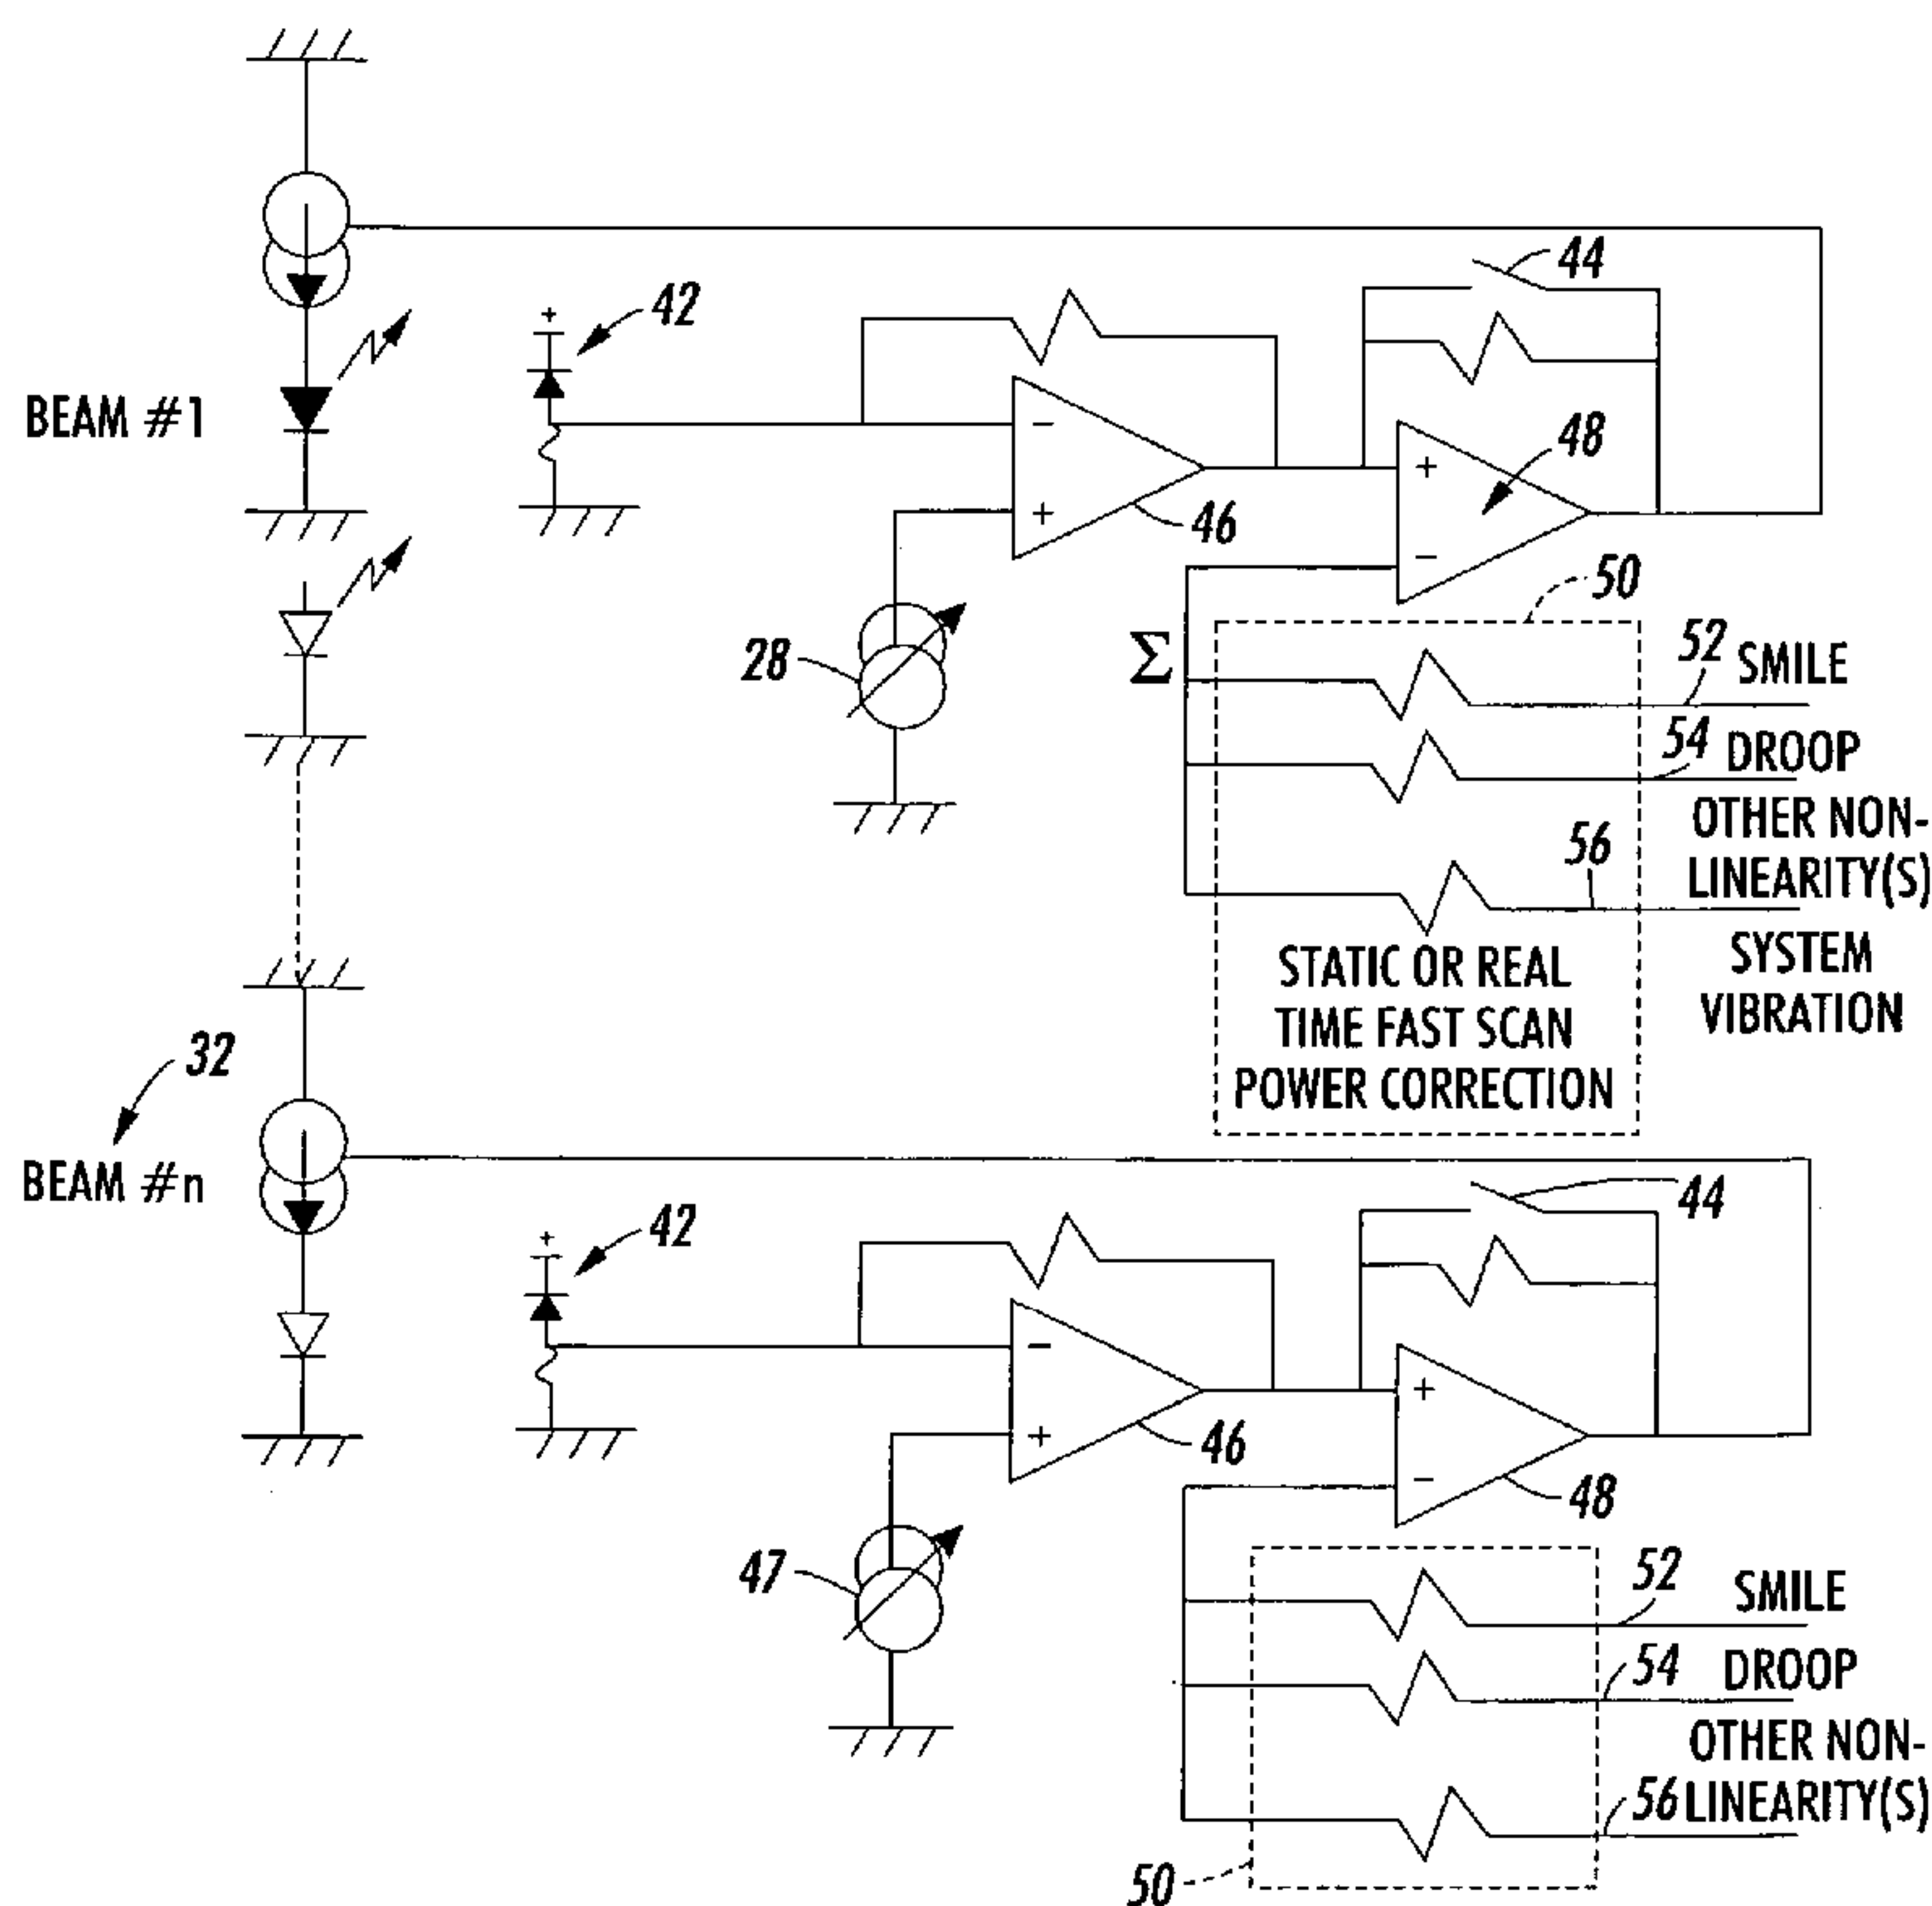 44
+
42
BEAM #1
−
+
48
+
46
−
50
28
Σ
52 SMILE
54 DROOP
OTHER NON-
LINEARITY(S)
56
SYSTEM
VIBRATION
STATIC OR REAL
TIME FAST SCAN
POWER CORRECTION
32
BEAM #n
44
+
42
−
+
+
46
−
48
47
52 SMILE
54 DROOP
OTHER NON-
56 LINEARITY(S)
50